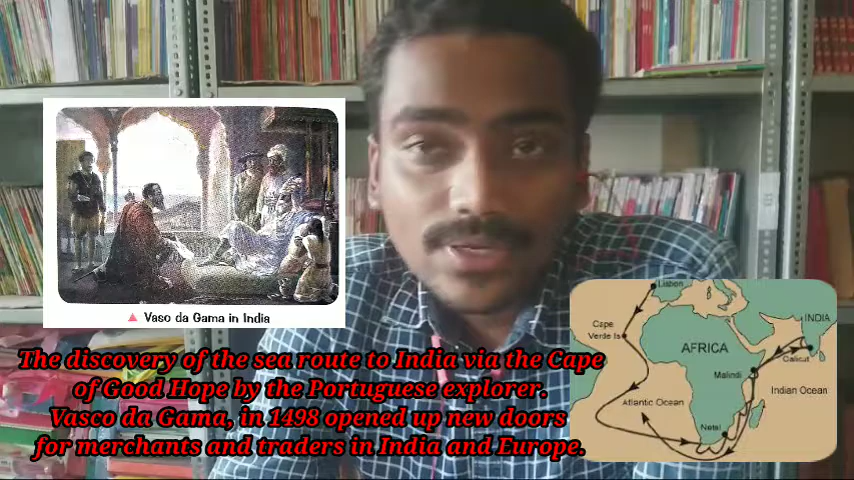 Vaso da Gama in India
The discovery of the sea route to India via the Cape
of Good Hope by the Portuguese explorer.
Vasco da Gama, in 1498 opened up new doors
for merchants and traders in India and Europe.
Lisbon
Cape
Verde Is
AFRICA
INDIA
Calicut
Malindi
Indian Ocean
Atlantic Ocean
Natal